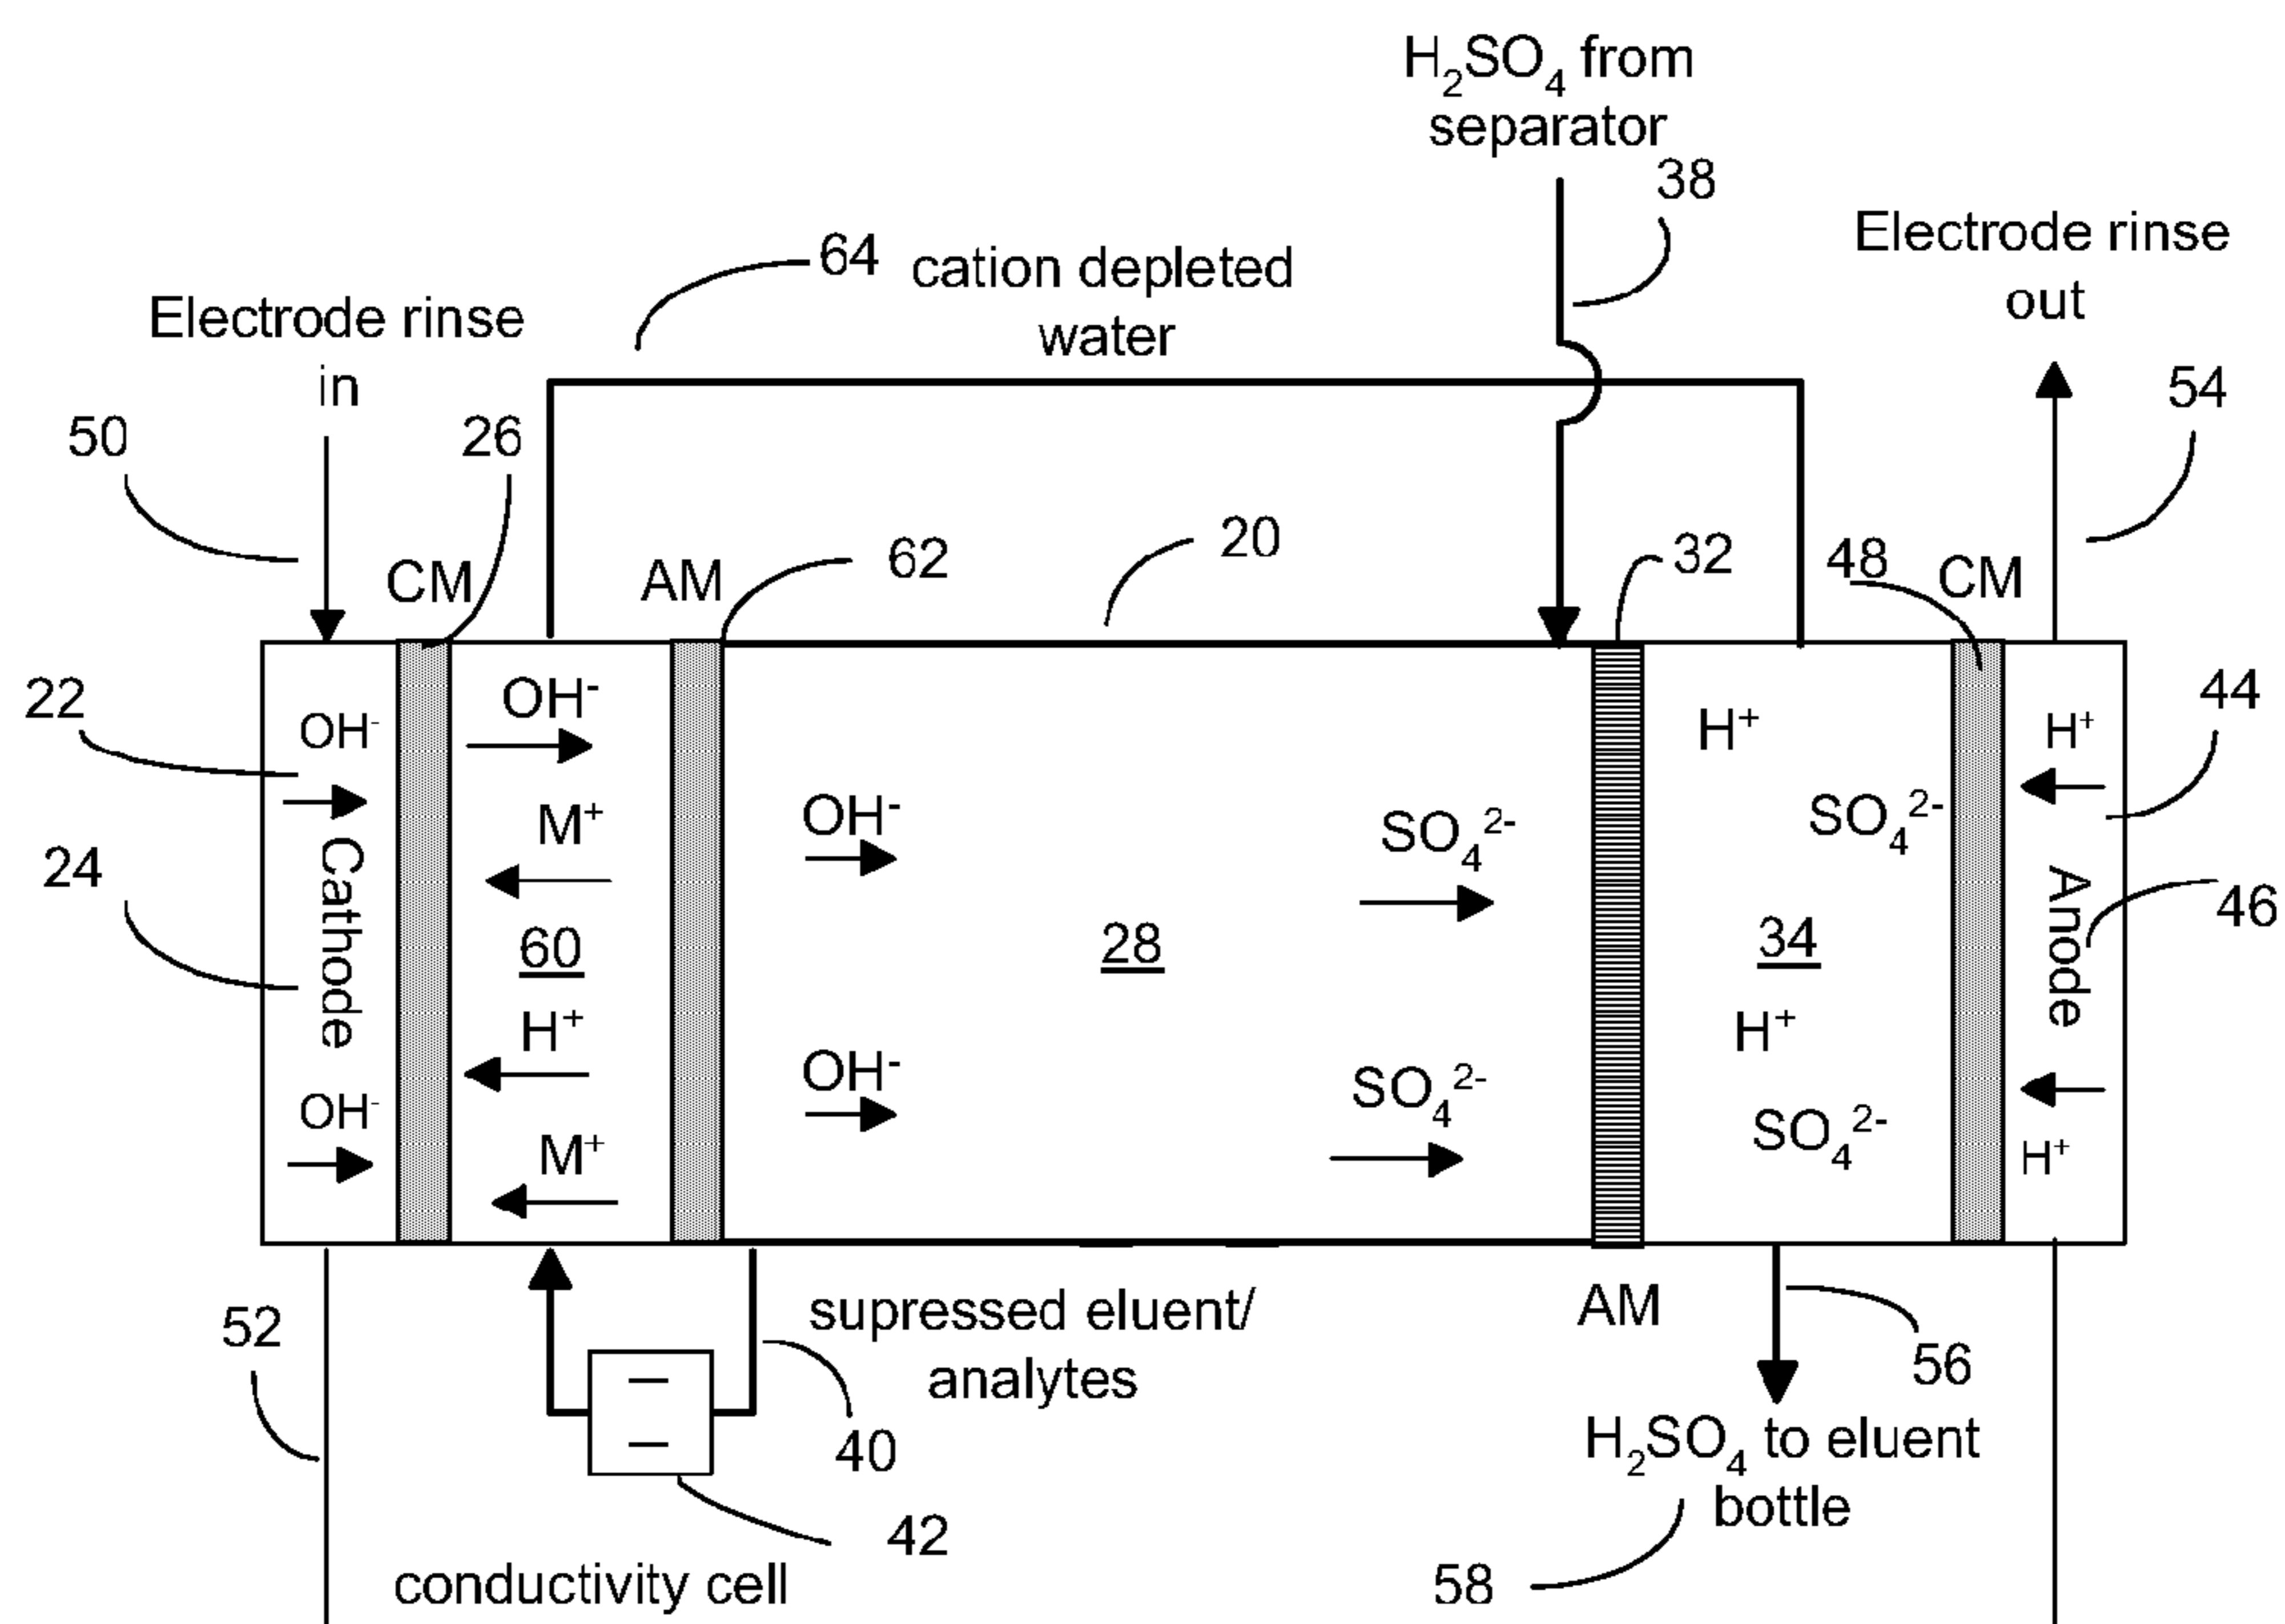 H₂SO₄ from
separator
38
Electrode rinse
out
64
cation depleted
water
Electrode rinse
in
54
50
26
CM
AM
62
20
32
48
CM
22
OH⁻
OH⁻
H⁺
SO₄²⁻
H⁺
44
M⁺
OH⁻
SO₄²⁻
24
Cathode
60
28
34
Anode
46
H⁺
H⁺
OH⁻
M⁺
OH⁻
SO₄²⁻
SO₄²⁻
H⁺
52
supressed eluent/
analytes
AM
40
56
42
H₂SO₄ to eluent
bottle
conductivity cell
58